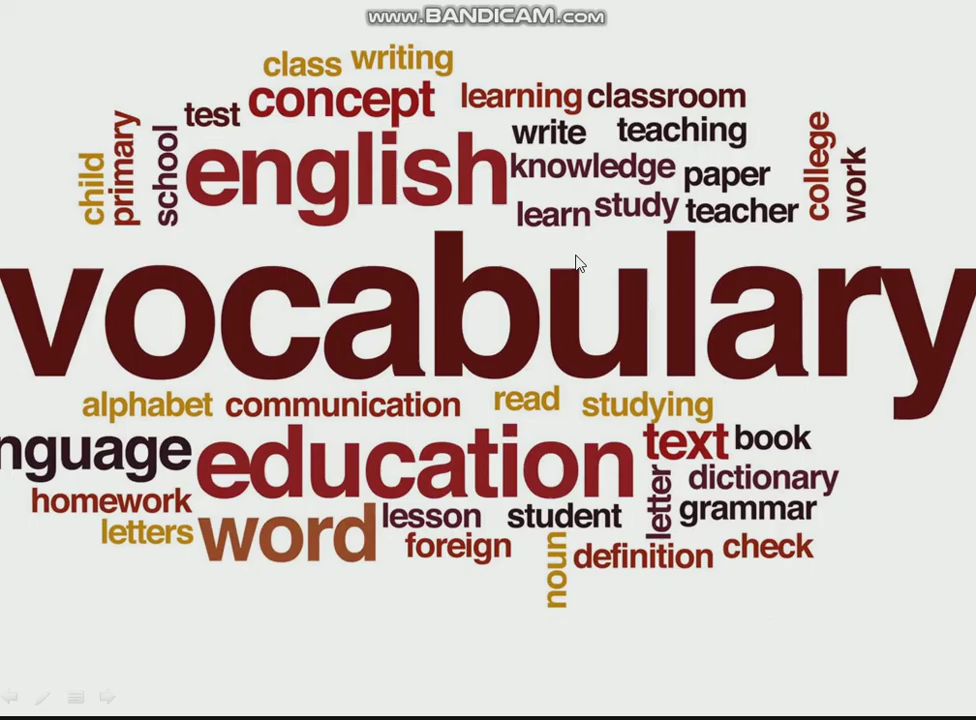 www.BANDICAM.com
class writing
test concept learning classroom
write teaching
child primary school english knowledge paper college work
learn study teacher
vocabulary
alphabet communication read studying
nguage education text book
homework letter dictionary
letters word lesson student grammar
foreign noun definition check